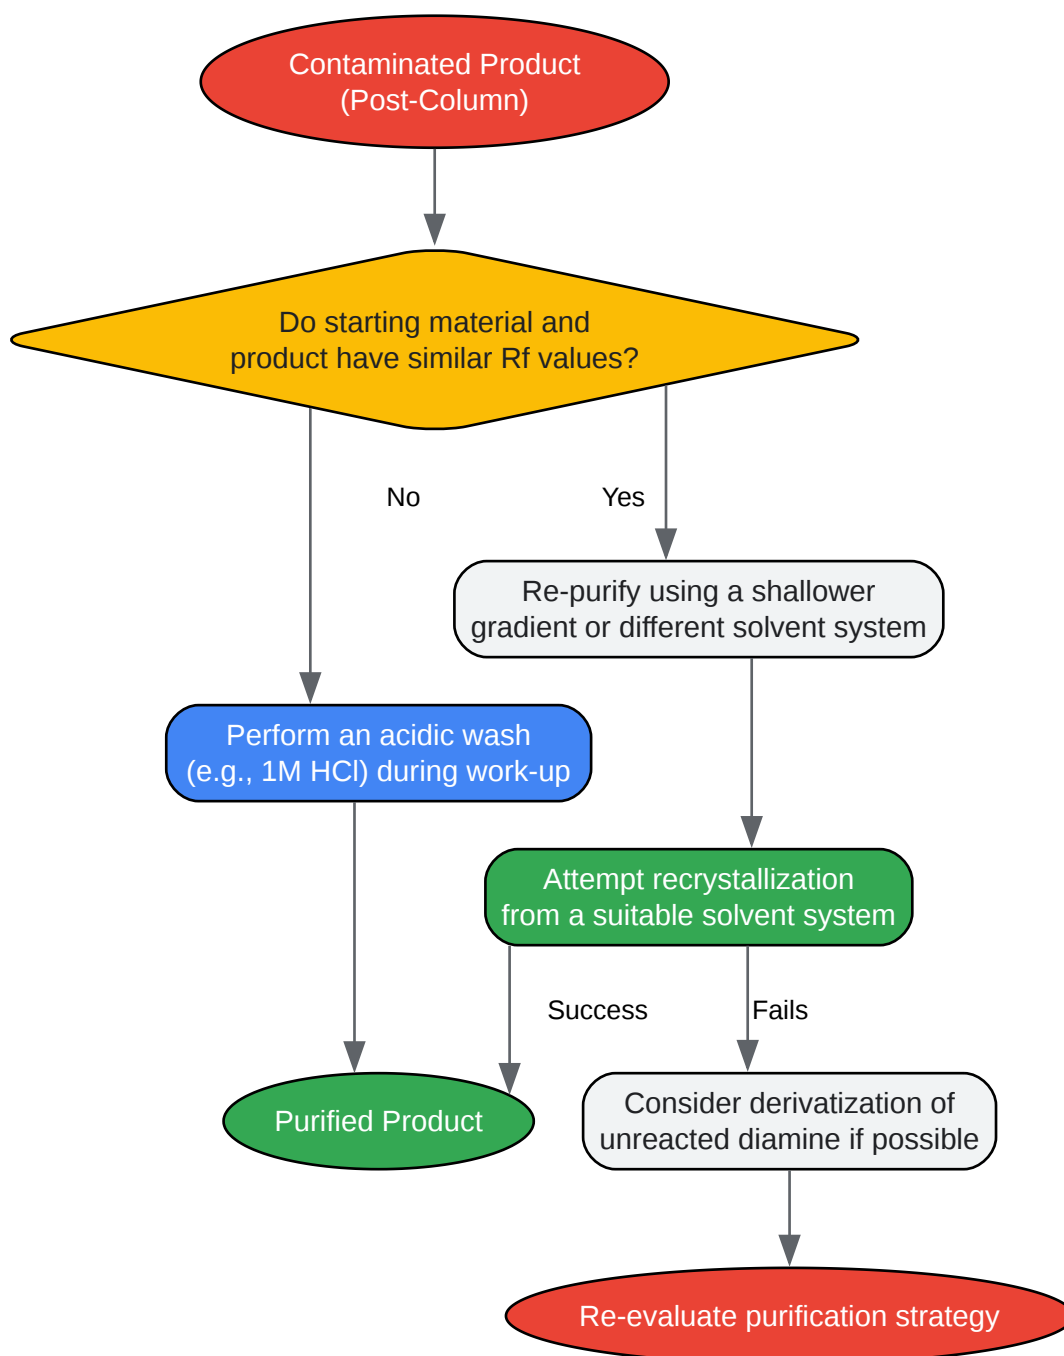 Contaminated Product
(Post-Column)
Do starting material and
product have similar Rf values?
No
Yes
Re-purify using a shallower
gradient or different solvent system
Perform an acidic wash
(e.g., 1M HCl) during work-up
Attempt recrystallization
from a suitable solvent system
Success
Fails
Purified Product
Consider derivatization of
unreacted diamine if possible
Re-evaluate purification strategy